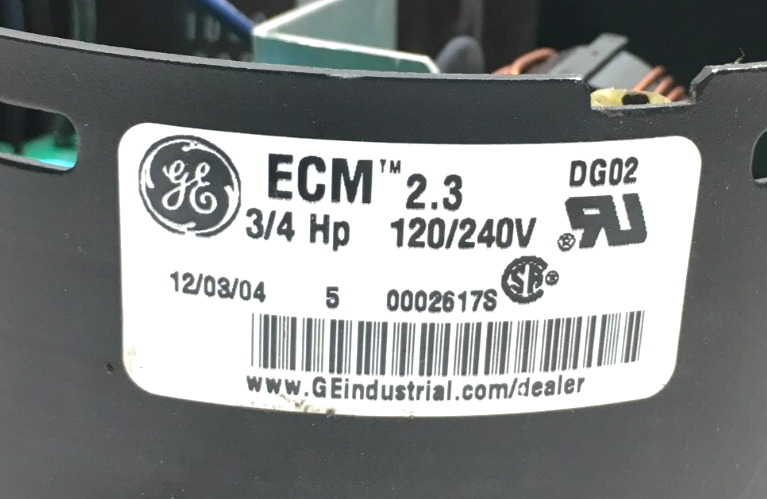 GE
ECM™ 2.3
DG02
3/4 Hp 120/240V
12/03/04 5 0002617S
www.GEindustrial.com/dealer